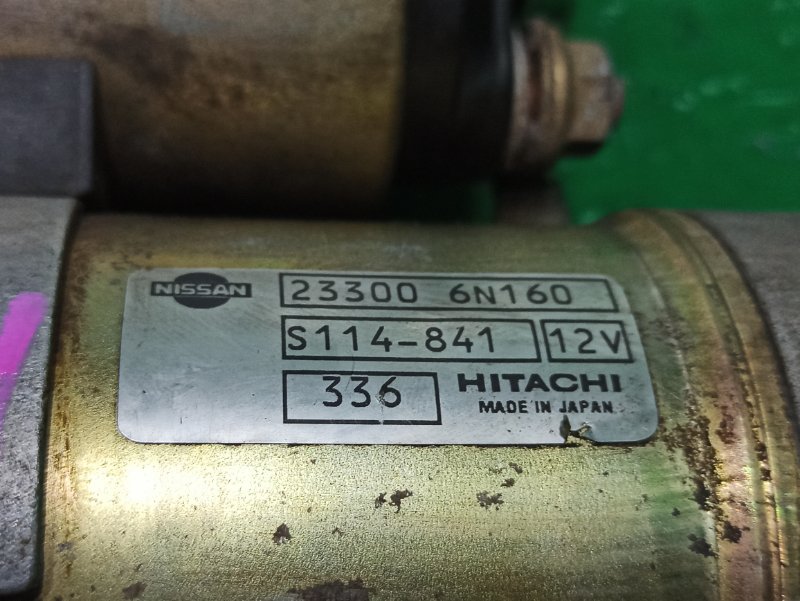 NISSAN 23300 6N160
S114-841 12V
336 HITACHI
MADE IN JAPAN